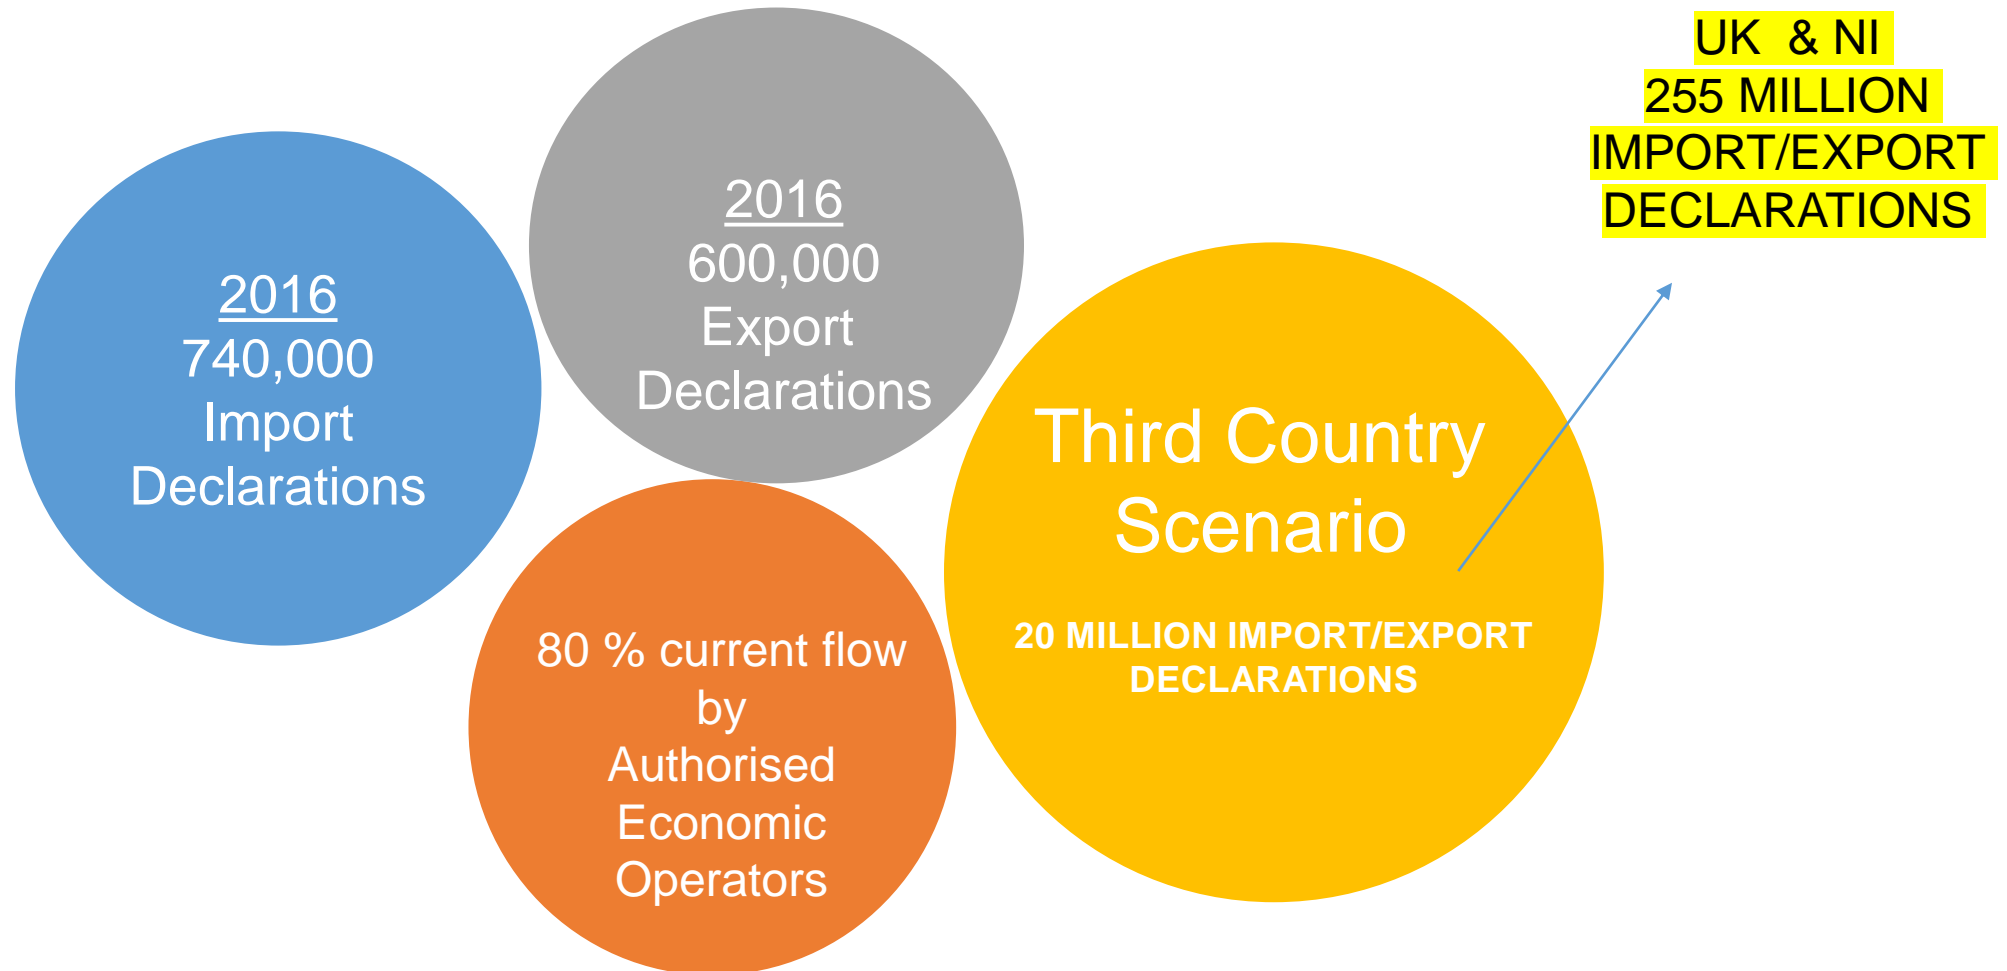 2016
740,000
Import
Declarations
2016
600,000
Export
Declarations
80 % current flow
by
Authorised
Economic
Operators
Third Country
Scenario
20 MILLION IMPORT/EXPORT
DECLARATIONS
UK & NI
255 MILLION
IMPORT/EXPORT
DECLARATIONS